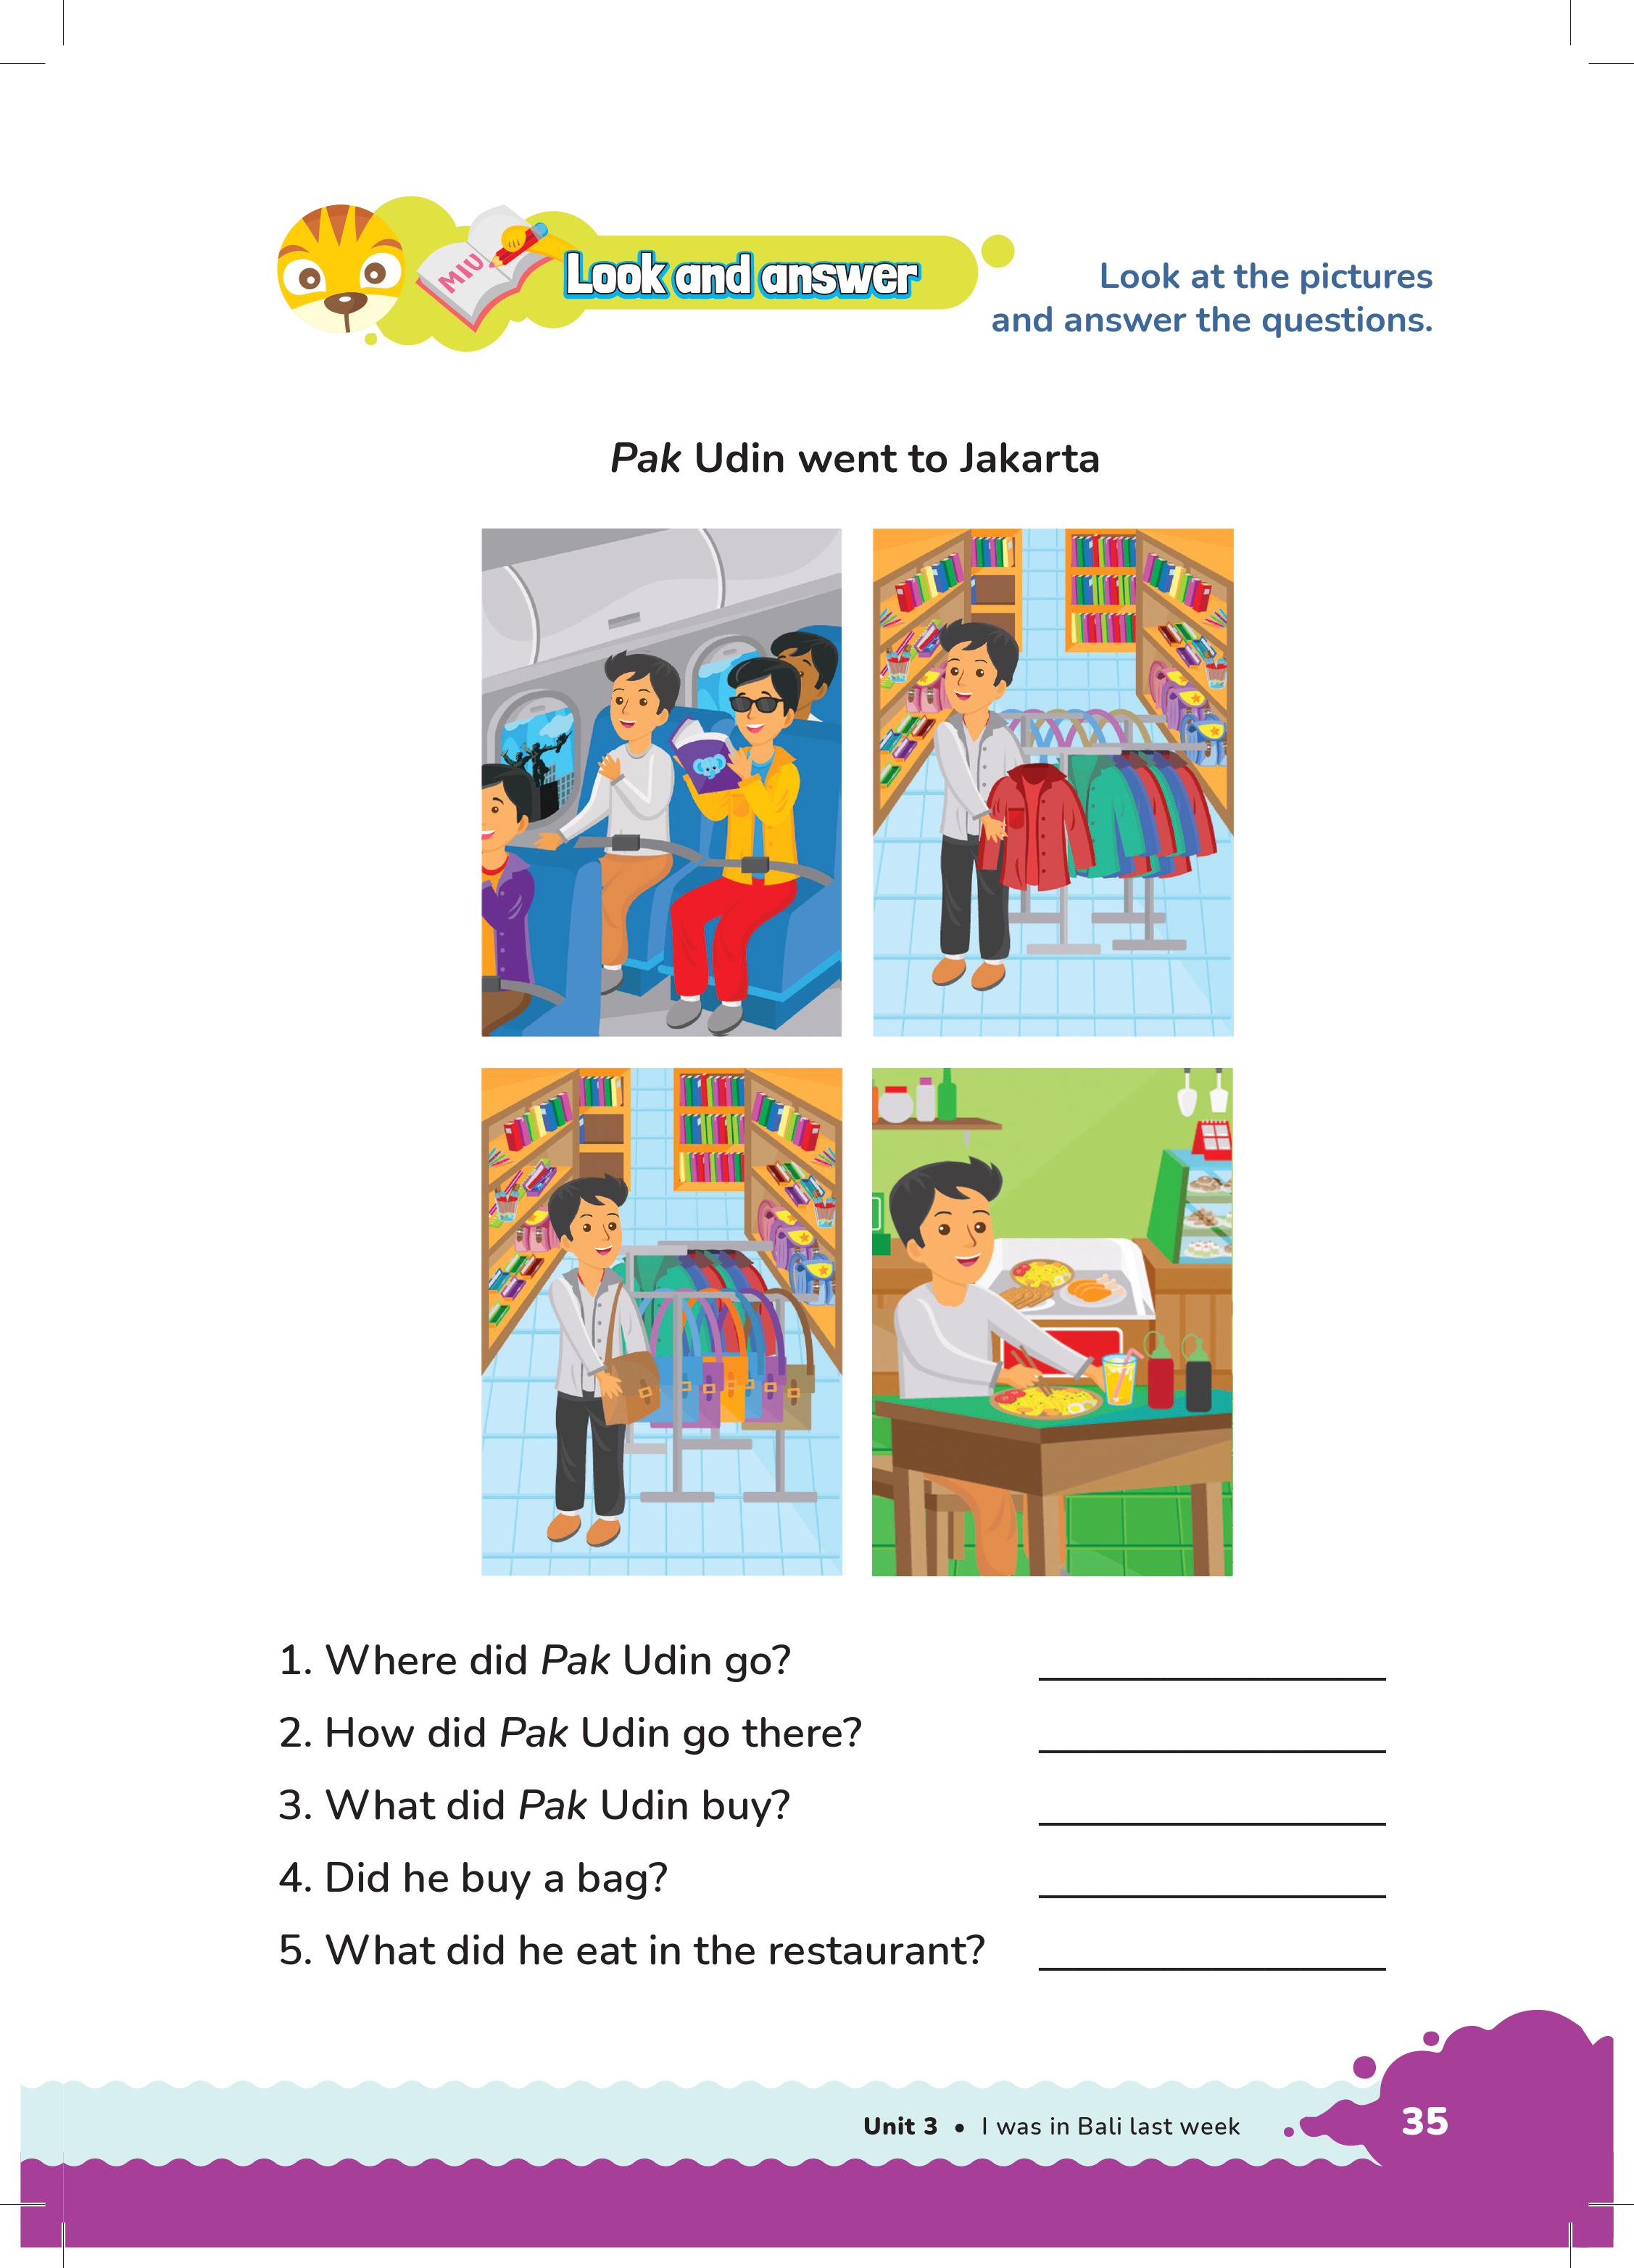 MIU
Look and answer
Look at the pictures
and answer the questions.
Pak Udin went to Jakarta
1. Where did Pak Udin go? ____________
2. How did Pak Udin go there? ____________
3. What did Pak Udin buy? ____________
4. Did he buy a bag? ____________
5. What did he eat in the restaurant? ____________
Unit 3 • I was in Bali last week 35